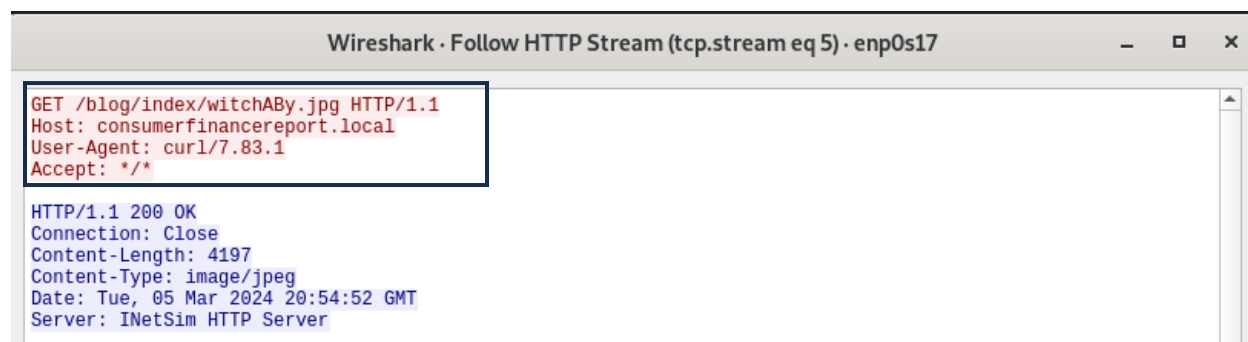 Wireshark · Follow HTTP Stream (tcp.stream eq 5) · enp0s17
GET /blog/index/witchABy.jpg HTTP/1.1
Host: consumerfinancereport.local
User-Agent: curl/7.83.1
Accept: */*
HTTP/1.1 200 OK
Connection: Close
Content-Length: 4197
Content-Type: image/jpeg
Date: Tue, 05 Mar 2024 20:54:52 GMT
Server: INetSim HTTP Server